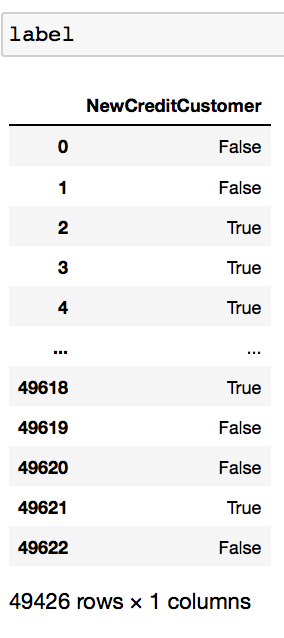 label
NewCreditCustomer
0 False
1 False
2 True
3 True
4 True
... ...
49618 True
49619 False
49620 False
49621 True
49622 False
49426 rows × 1 columns